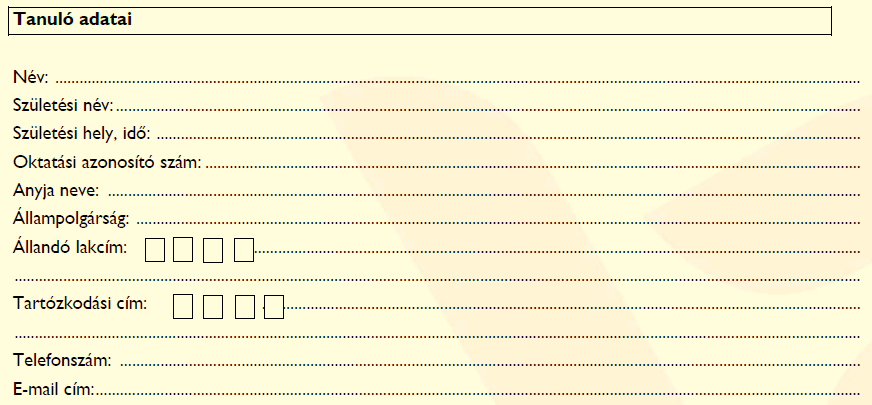 Tanuló adatai
Név: ....................
Születési név: ....................
Születési hely, idő: ....................
Oktatási azonosító szám: ....................
Anyja neve: ....................
Állampolgárság: ....................
Állandó lakcím: ....................
....................
Tartózkodási cím: ....................
....................
Telefonszám: ....................
E-mail cím: ....................